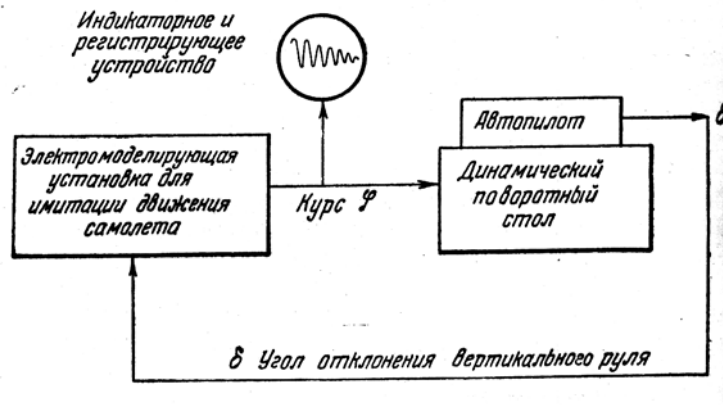 Индикаторное и
регистрирующее
устройство
Автопилот
δ
Электромоделирующая
установка для
имитации движения
самолета
Курс φ
Динамический
поворотный
стол
δ Угол отклонения вертикального руля